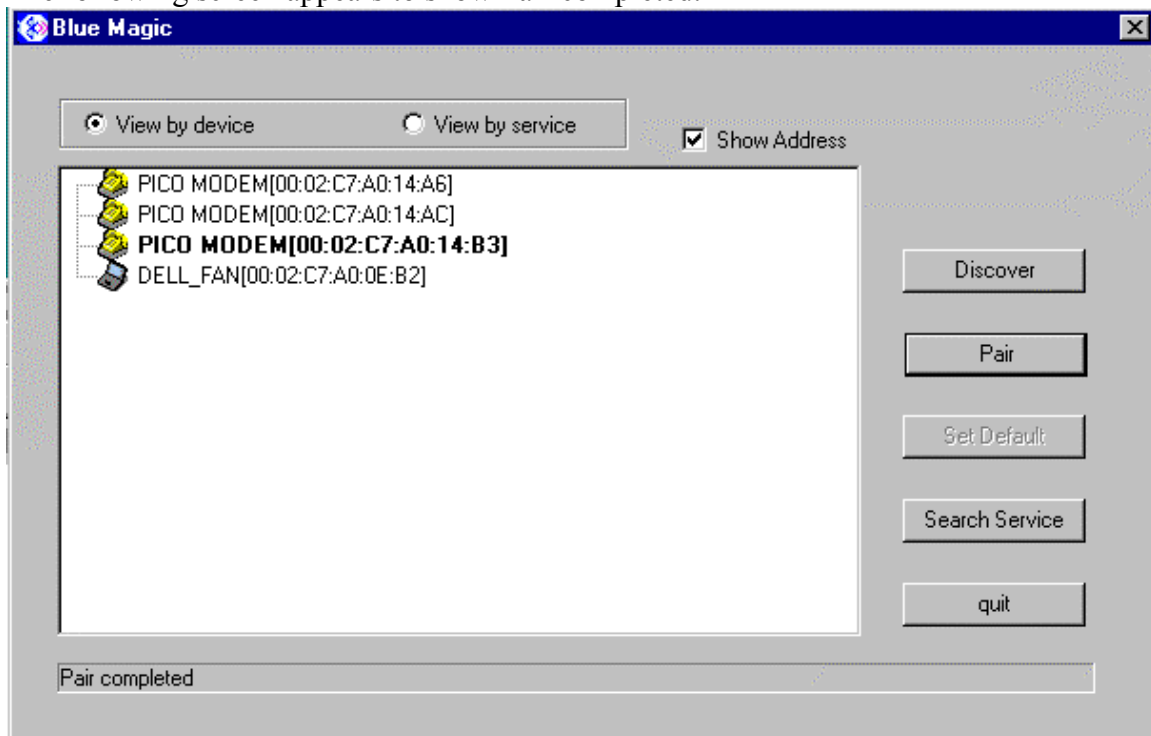 Blue Magic
View by device View by service Show Address
PICO MODEM[00:02:C7:A0:14:A6]
PICO MODEM[00:02:C7:A0:14:AC]
PICO MODEM[00:02:C7:A0:14:B3]
DELL_FAN[00:02:C7:A0:0E:B2]
Discover
Pair
Set Default
Search Service
quit
Pair completed